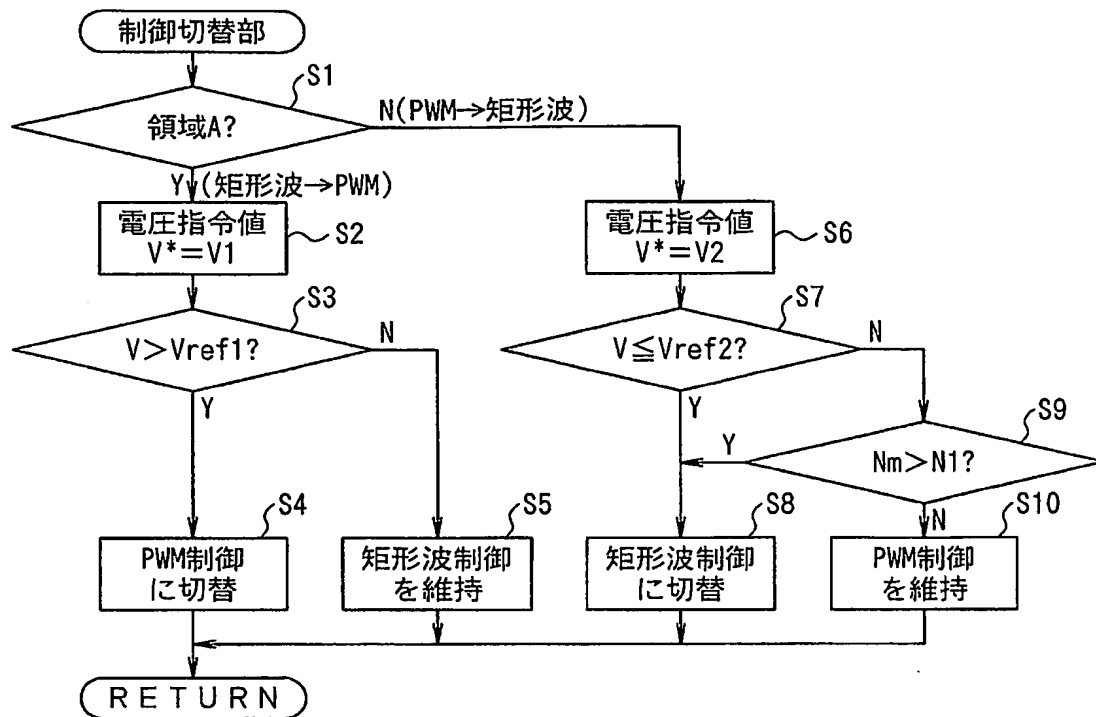 制御切替部
S1
領域A?
N(PWM→矩形波)
Y (矩形波→PWM)
電圧指令値
V*=V1
S2
電圧指令値
V*=V2
S6
S3
V>Vref1?
N
Y
S7
V≦Vref2?
N
Y
S9
Nm>N1?
Y
N
S4
PWM制御
に切替
S5
矩形波制御
を維持
S8
矩形波制御
に切替
S10
PWM制御
を維持
RETURN